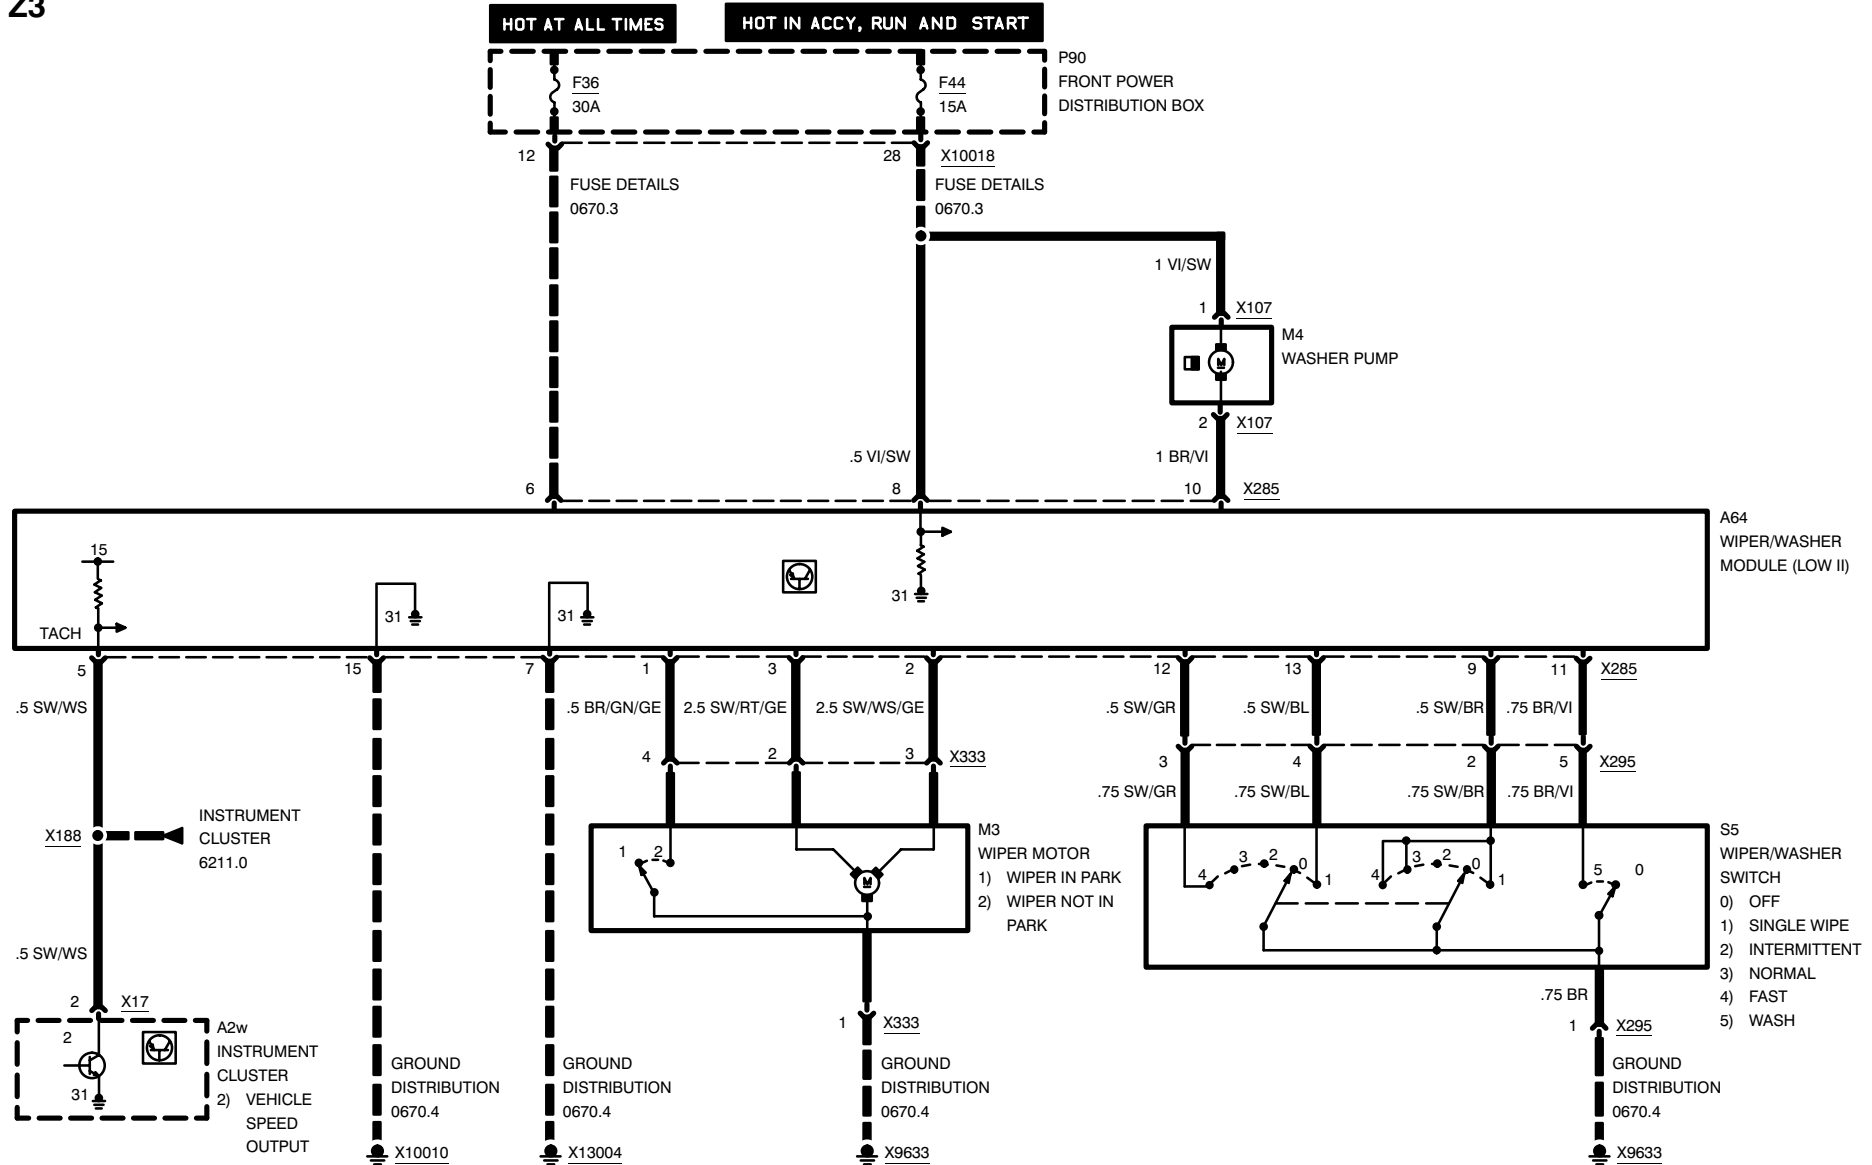 Z3
HOT AT ALL TIMES
HOT IN ACCY, RUN AND START
P90
FRONT POWER
DISTRIBUTION BOX
F36
30A
F44
15A
12
28
X10018
FUSE DETAILS
0670.3
FUSE DETAILS
0670.3
1 VI/SW
1
X107
M4
WASHER PUMP
M
2
X107
.5 VI/SW
1 BR/VI
6
8
10
X285
A64
WIPER/WASHER
MODULE (LOW II)
15
31
31
31
TACH
5
15
7
1
3
2
12
13
9
11
X285
.5 SW/WS
.5 BR/GN/GE
2.5 SW/RT/GE
2.5 SW/WS/GE
.5 SW/GR
.5 SW/BL
.5 SW/BR
.75 BR/VI
4
2
3
X333
3
4
2
5
X295
.75 SW/GR
.75 SW/BL
.75 SW/BR
.75 BR/VI
X188
INSTRUMENT
CLUSTER
6211.0
1
2
M
M3
WIPER MOTOR
1) WIPER IN PARK
2) WIPER NOT IN
PARK
4
3
2
0
1
4
3
2
0
1
5
0
S5
WIPER/WASHER
SWITCH
0) OFF
1) SINGLE WIPE
2) INTERMITTENT
3) NORMAL
4) FAST
5) WASH
.5 SW/WS
2
X17
2
31
A2w
INSTRUMENT
CLUSTER
2) VEHICLE
SPEED
OUTPUT
.75 BR
1
X333
1
X295
GROUND
DISTRIBUTION
0670.4
GROUND
DISTRIBUTION
0670.4
GROUND
DISTRIBUTION
0670.4
GROUND
DISTRIBUTION
0670.4
X10010
X13004
X9633
X9633